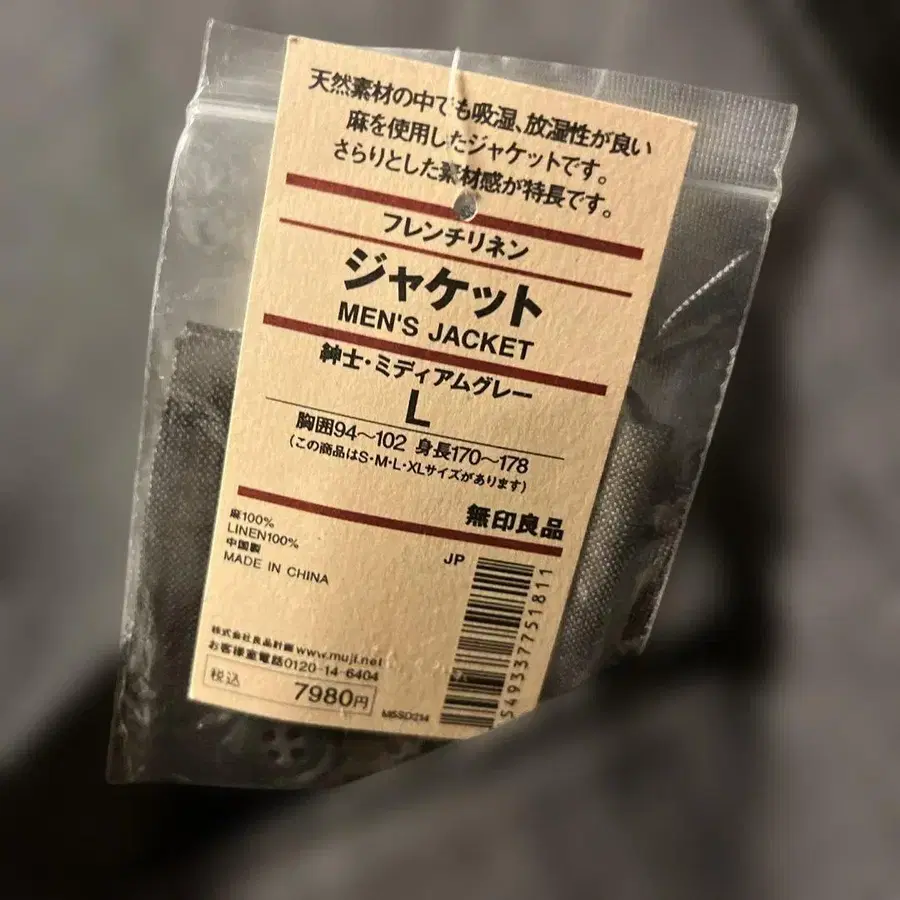 天然素材の中でも吸湿、放湿性が良い
麻を使用したジャケットです。
さらりとした素材感が特長です。
フレンチリネン
ジャケット
MEN'S JACKET
紳士・ミディアムグレー
L
胸囲94～102 身長170～178
(この商品はS・M・L・XLサイズがあります)
無印良品
麻100%
LINEN100%
中国製
MADE IN CHINA
JP
4549337751811
株式会社良品計画 www.muji.net
お客様室電話0120-14-6404
税込 7980円
M5SD214